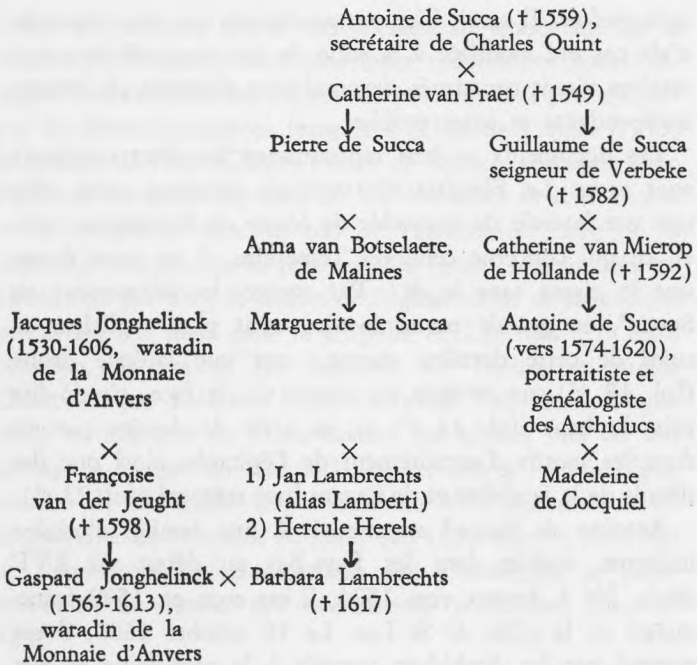 Antoine de Succa († 1559),
secrétaire de Charles Quint
×
Catherine van Praet († 1549)
↓ ↓
Pierre de Succa Guillaume de Succa
seigneur de Verbeke
(† 1582)
× ×
Anna van Botselaere, Catherine van Mierop
de Malines de Hollande († 1592)
↓ ↓
Jacques Jonghelinck Marguerite de Succa Antoine de Succa
(1530-1606, waradin (av. 1574-1620),
de la Monnaie portraitiste et
d'Anvers généalogiste
des Archiducs
× × ×
Françoise 1) Jan Lambrechts Madeleine
van der Jeught (alias Lamberti) de Cocquiel
(† 1598) 2) Hercule Herels
↓ ↓
Gaspard Jonghelinck × Barbara Lambrechts
(1563-1613) († 1617)
waradin de la
Monnaie d'Anvers